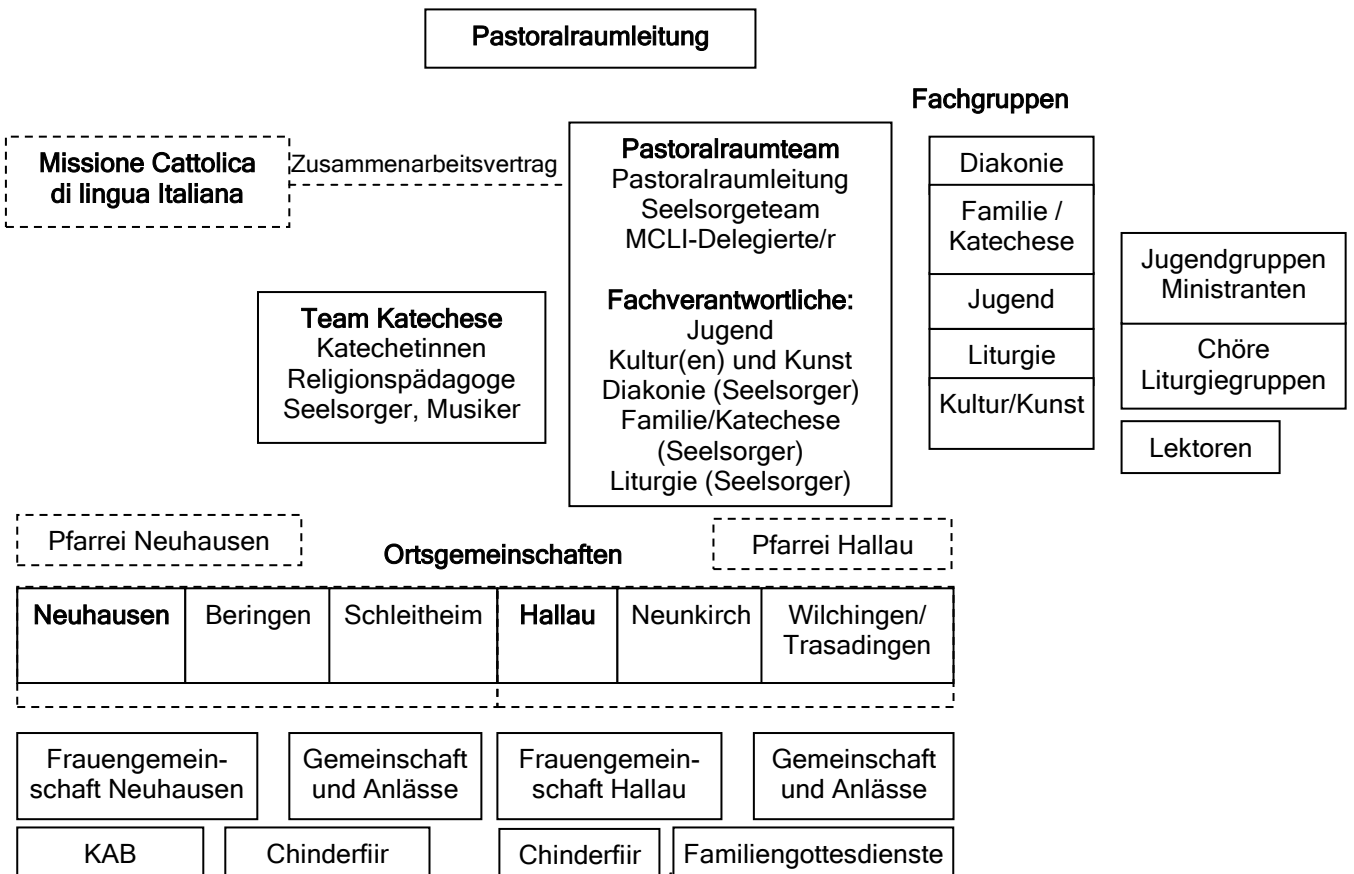 Pastoralraumleitung
Fachgruppen
Missione Cattolica
di lingua Italiana
Zusammenarbeitsvertrag
Pastoralraumteam
Pastoralraumleitung
Seelsorgeteam
MCLI-Delegierte/r
Fachverantwortliche:
Jugend
Kultur(en) und Kunst
Diakonie (Seelsorger)
Familie/Katechese
(Seelsorger)
Liturgie (Seelsorger)
Diakonie
Familie /
Katechese
Jugend
Liturgie
Kultur/Kunst
Jugendgruppen
Ministranten
Chöre
Liturgiegruppen
Lektoren
Team Katechese
Katechetinnen
Religionspädagoge
Seelsorger, Musiker
Pfarrei Neuhausen
Ortsgemeinschaften
Pfarrei Hallau
Neuhausen
Beringen
Schleitheim
Hallau
Neunkirch
Wilchingen/
Trasadingen
Frauengemein-
schaft Neuhausen
Gemeinschaft
und Anlässe
Frauengemein-
schaft Hallau
Gemeinschaft
und Anlässe
KAB
Chinderfiir
Chinderfiir
Familiengottesdienste